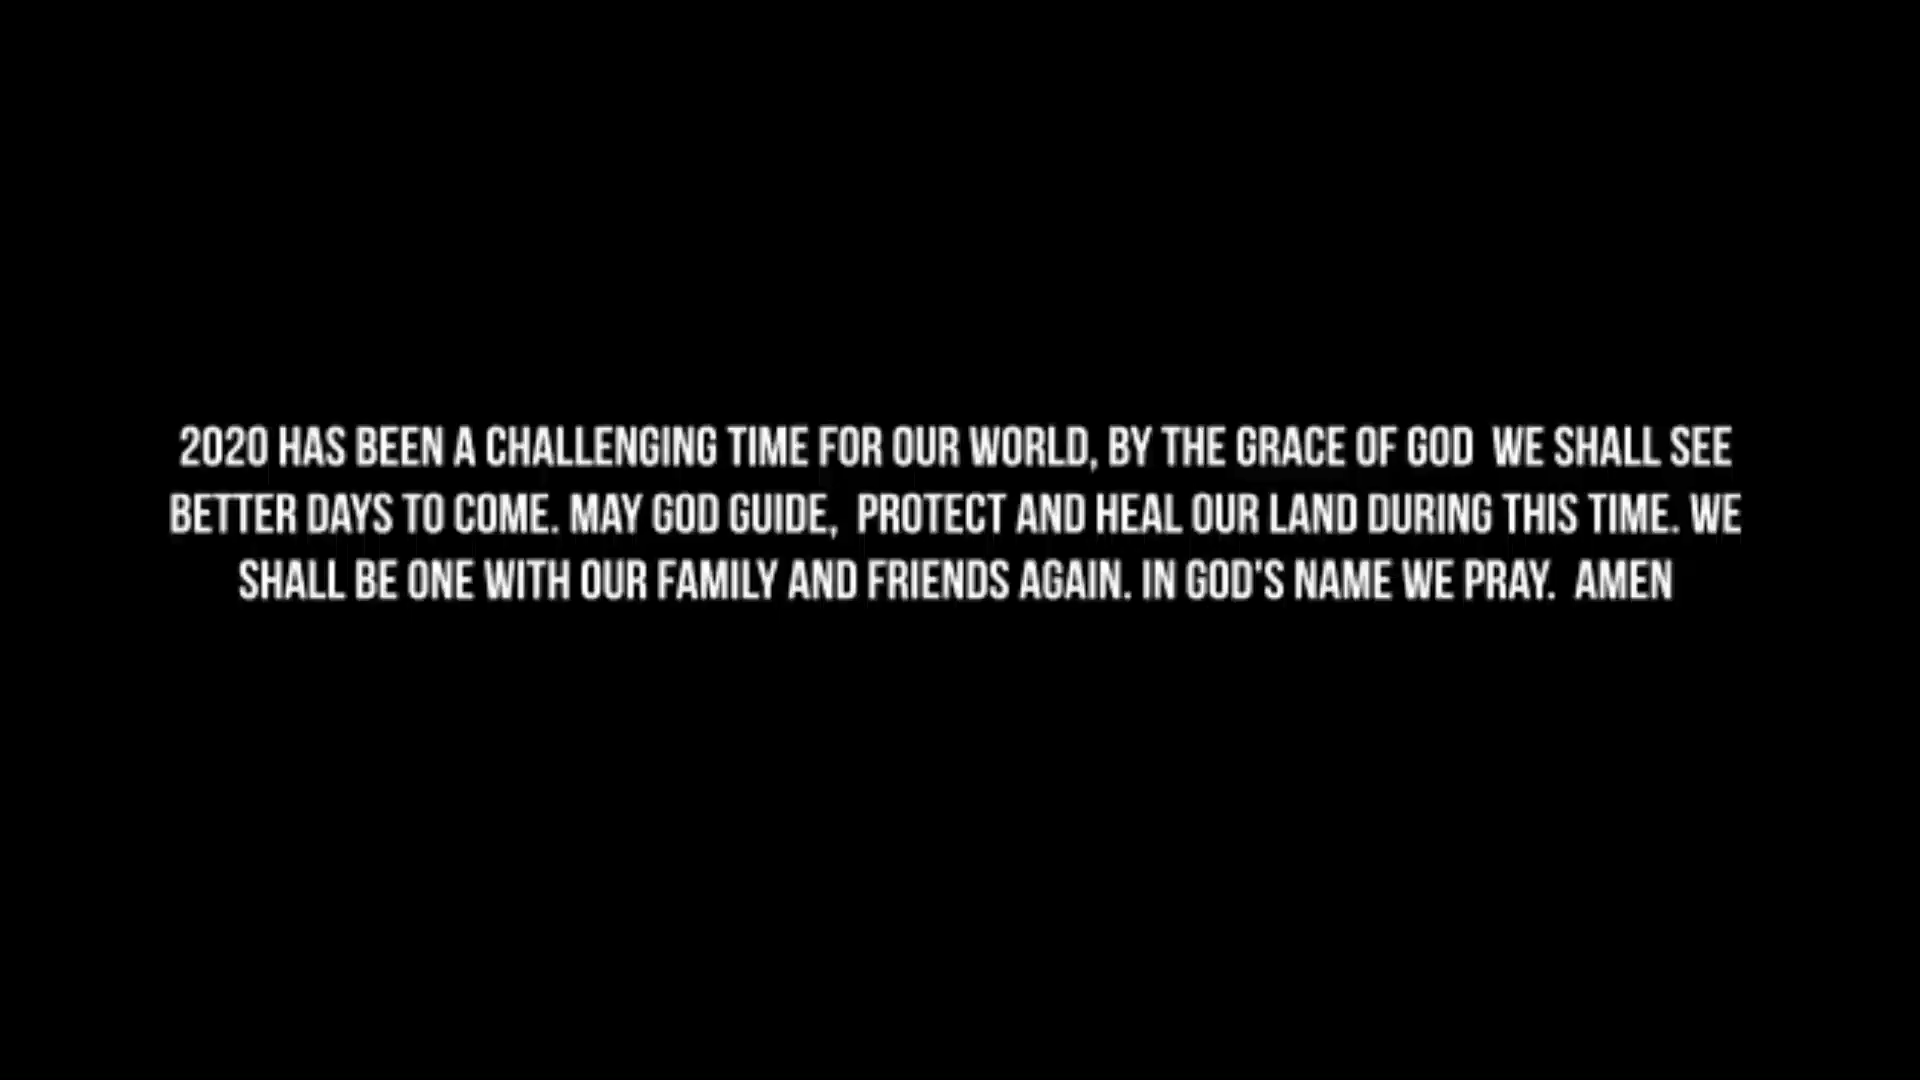 2020 HAS BEEN A CHALLENGING TIME FOR OUR WORLD, BY THE GRACE OF GOD  WE SHALL SEE
BETTER DAYS TO COME. MAY GOD GUIDE,  PROTECT AND HEAL OUR LAND DURING THIS TIME. WE
SHALL BE ONE WITH OUR FAMILY AND FRIENDS AGAIN. IN GOD'S NAME WE PRAY.  AMEN